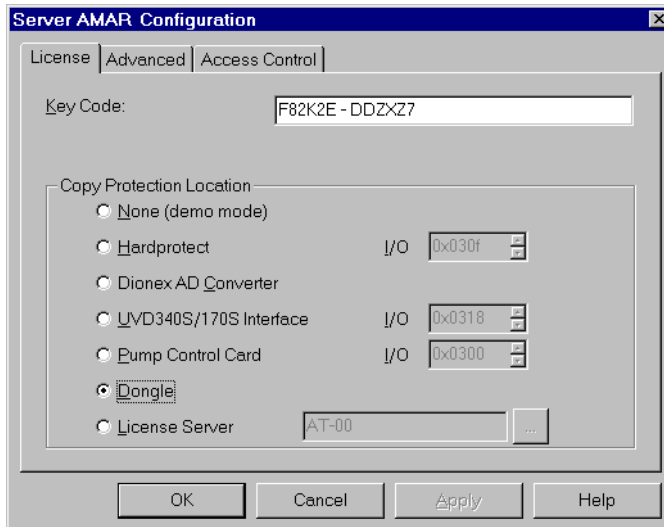 Server AMAR Configuration
License Advanced Access Control
Key Code: F82K2E - DDZXZ7
Copy Protection Location
None (demo mode)
Hardprotect I/O 0x030f
Dionex AD Converter
UVD340S/170S Interface I/O 0x0318
Pump Control Card I/O 0x0300
Dongle
License Server AT-00 ...
OK Cancel Apply Help